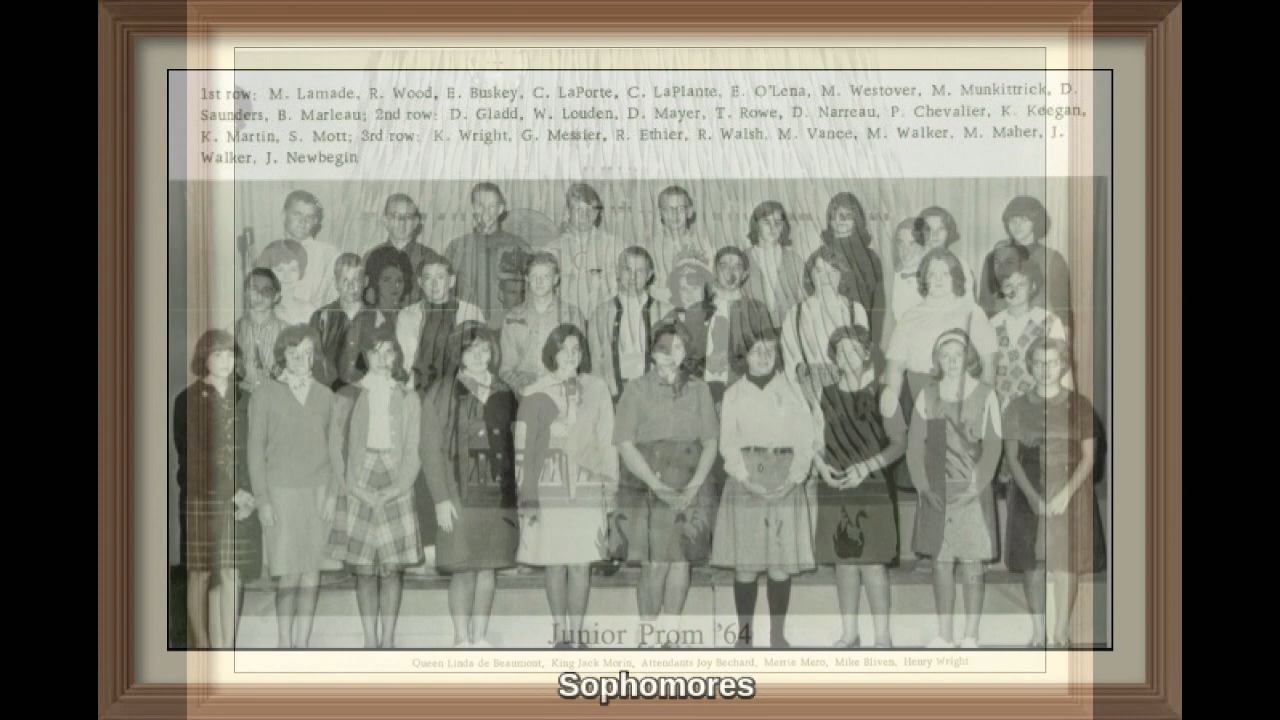 1st row: M. Lamade, R. Wood, E. Buskey, C. LaPorte, C. LaPlante, E. O'Lena, M. Westover, M. Munkittrick, D.
Saunders, B. Marleau; 2nd row: D. Gladd, W. Louden, D. Mayer, T. Rowe, D. Narreau, P. Chevalier, K. Keegan,
K. Martin, S. Mott; 3rd row: K. Wright, G. Messier, R. Ethier, R. Walsh, M. Vance, M. Walker, M. Maher, J.
Walker, J. Newbegin
Junior Prom '64
Queen Linda de Beaumont, King Jack Morin, Attendants Joy Bechard, Merrie Mero, Mike Bliven, Henry Wright
Sophomores